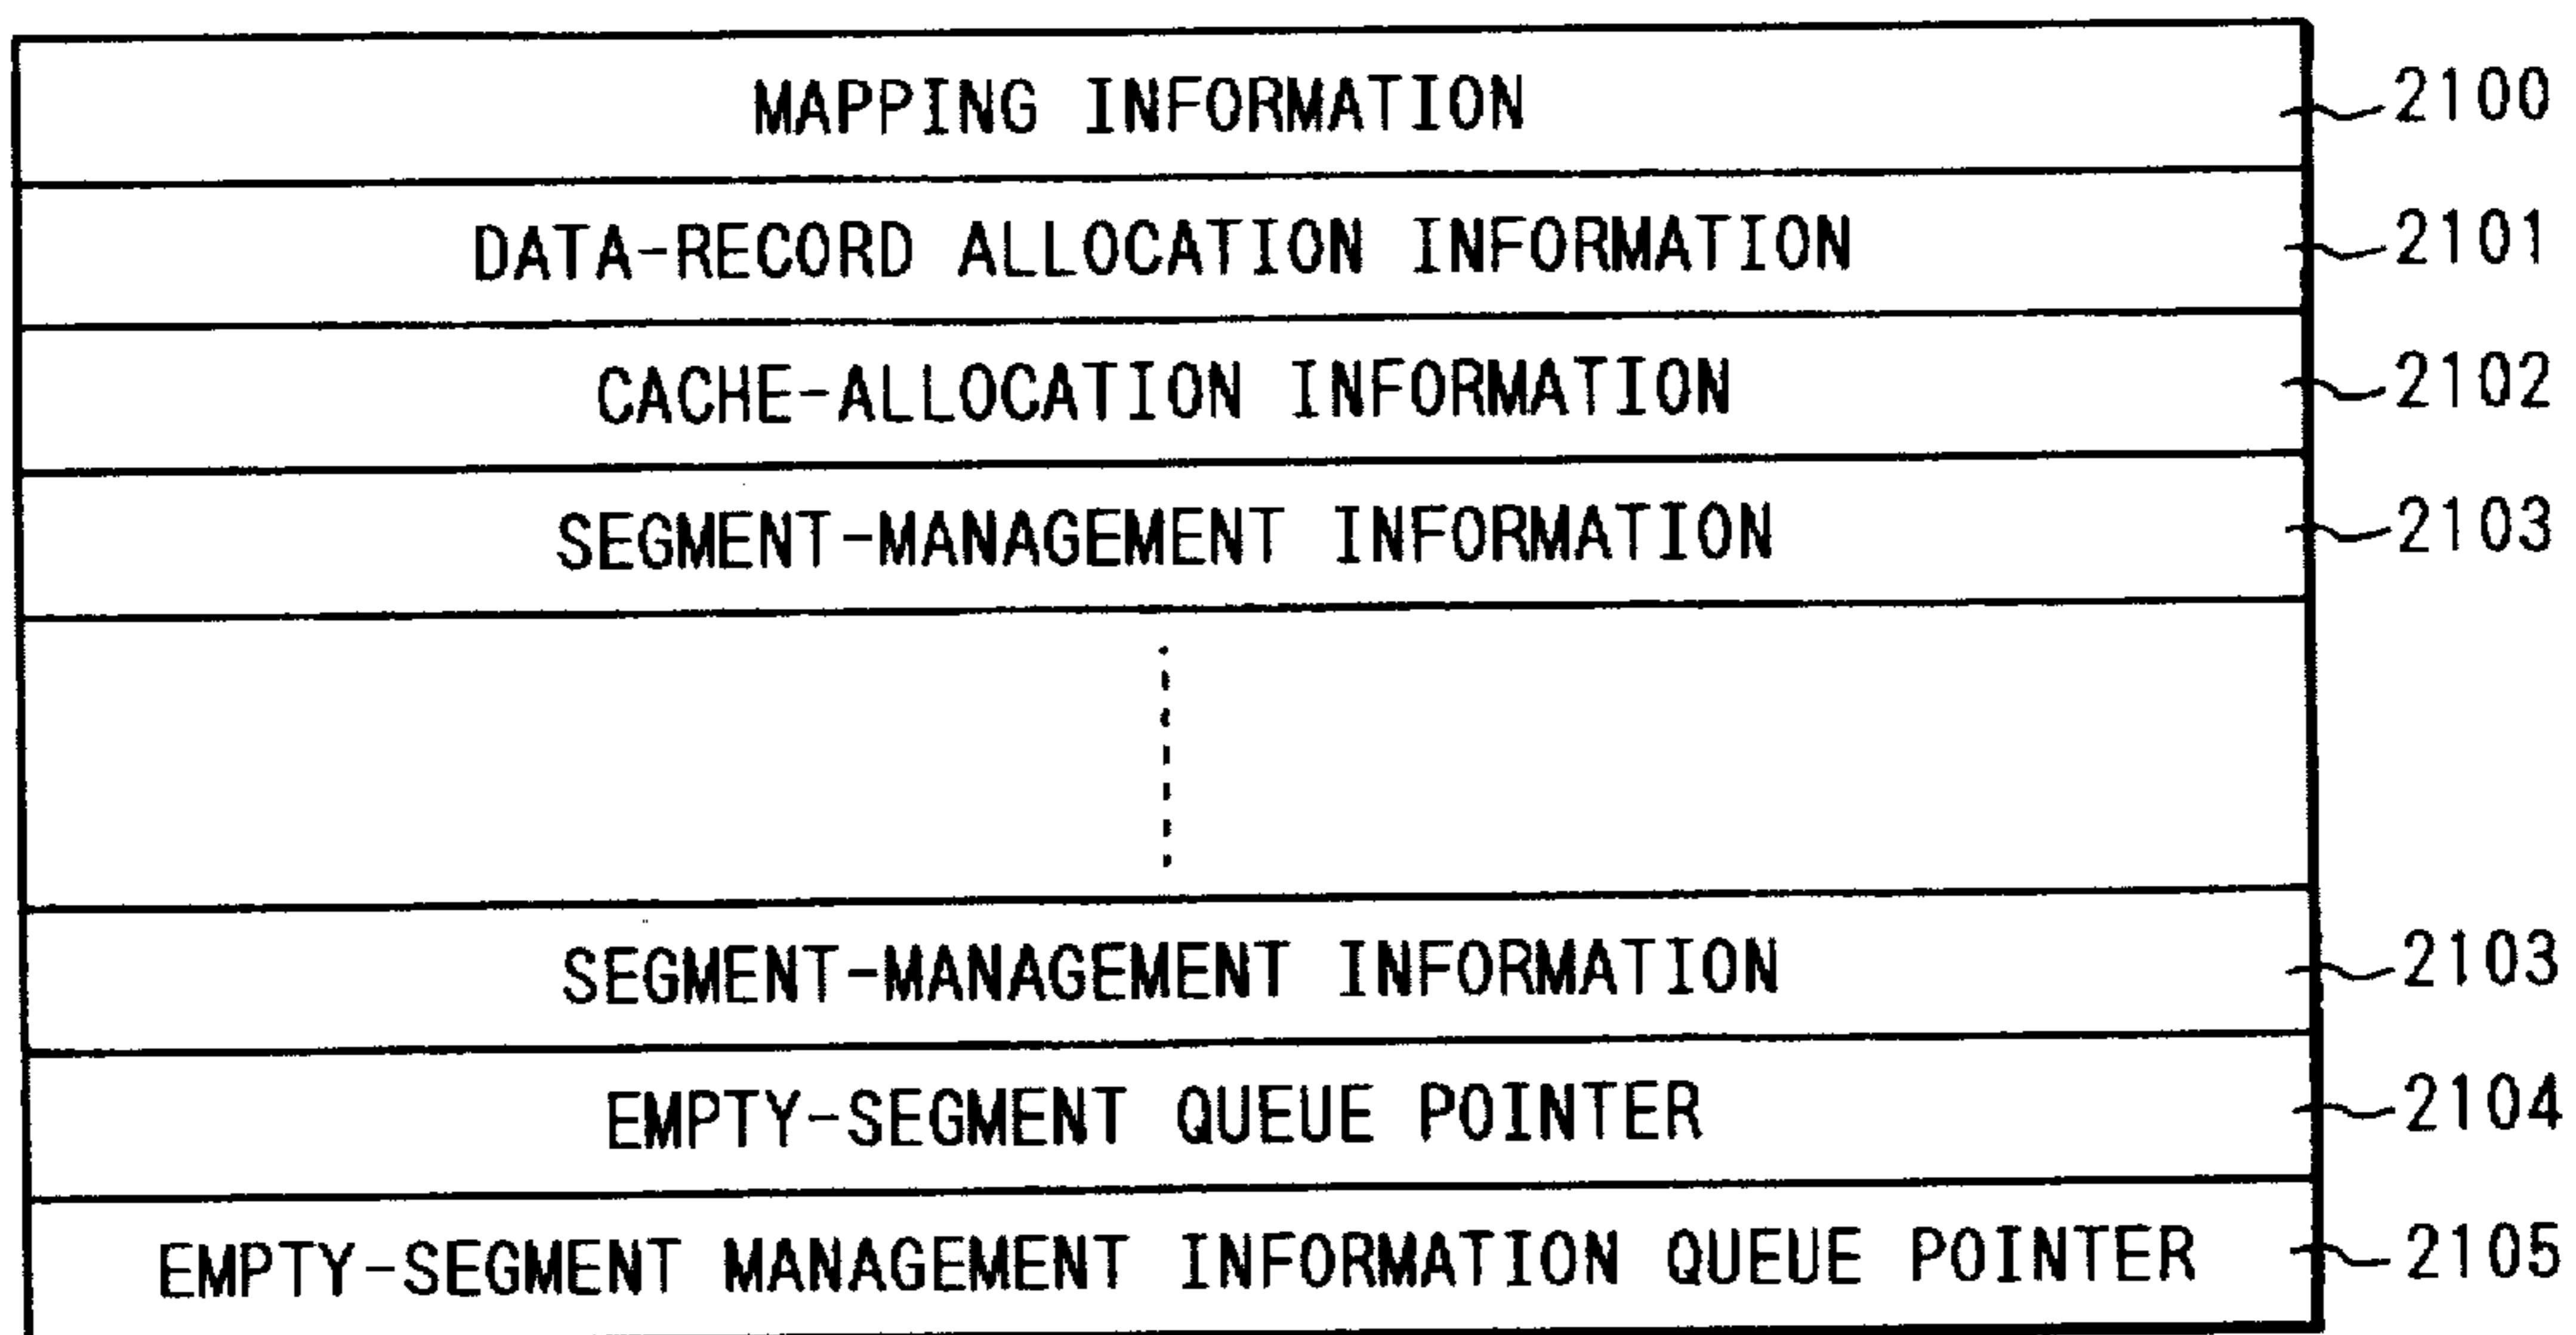 MAPPING INFORMATION 2100
DATA-RECORD ALLOCATION INFORMATION 2101
CACHE-ALLOCATION INFORMATION 2102
SEGMENT-MANAGEMENT INFORMATION 2103
SEGMENT-MANAGEMENT INFORMATION 2103
EMPTY-SEGMENT QUEUE POINTER 2104
EMPTY-SEGMENT MANAGEMENT INFORMATION QUEUE POINTER 2105